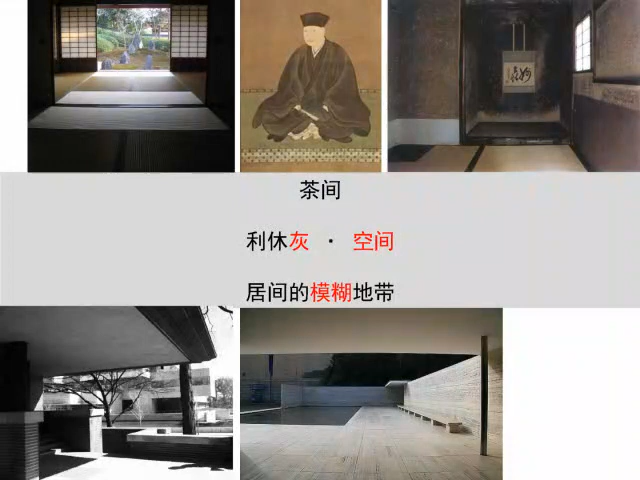 茶间
利休灰 · 空间
居间的模糊地带